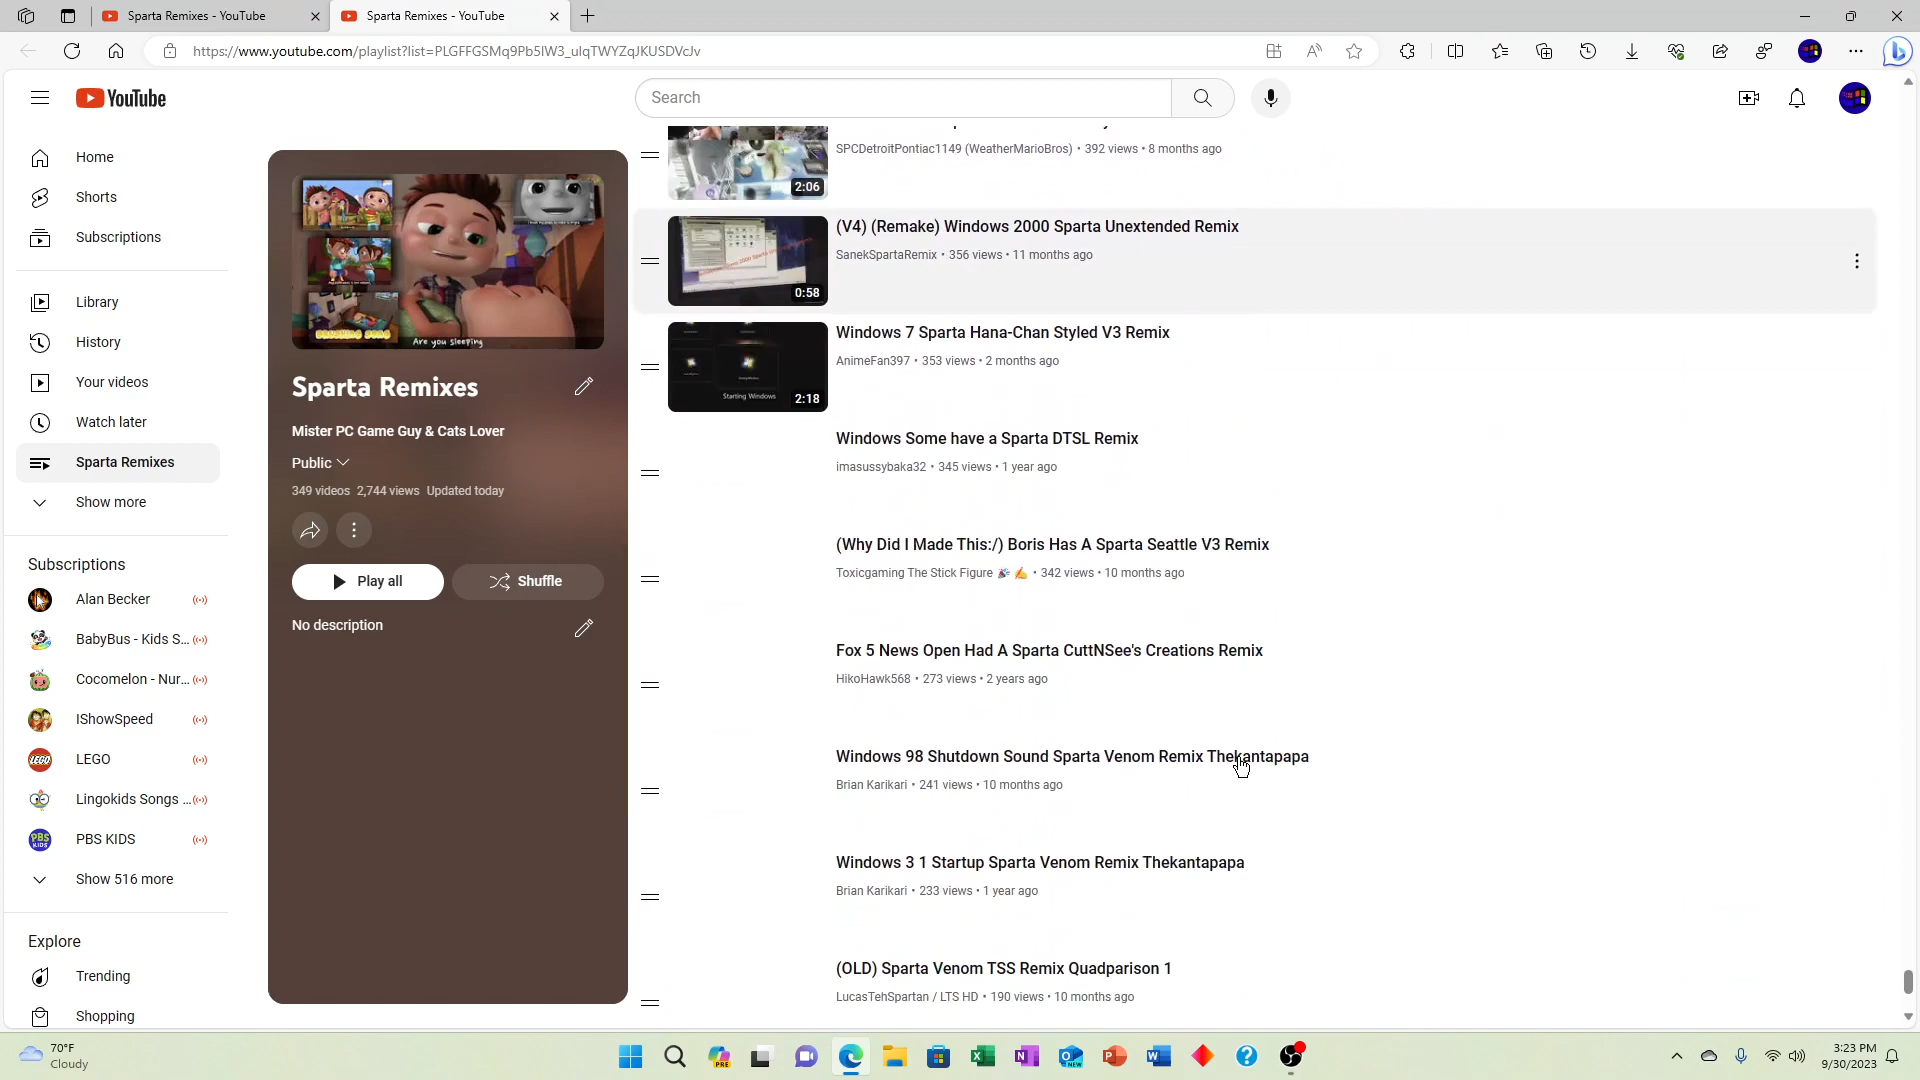 Sparta Remixes - YouTube
Sparta Remixes - YouTube
https://www.youtube.com/playlist?list=PLGFFGSMq9Pb5lW3_ulqTWYZqJKUSDVcJv
YouTube
Search
Home
Shorts
Subscriptions
Library
History
Your videos
Watch later
Sparta Remixes
Show more
Subscriptions
Alan Becker
BabyBus - Kids S...
Cocomelon - Nur...
IShowSpeed
LEGO
Lingokids Songs ...
PBS KIDS
Show 516 more
Explore
Trending
Shopping
Are you sleeping
Sparta Remixes
Mister PC Game Guy & Cats Lover
Public
349 videos 2,744 views Updated today
Play all
Shuffle
No description
SPCDetroitPontiac1149 (WeatherMarioBros) • 392 views • 8 months ago
2:06
(V4) (Remake) Windows 2000 Sparta Unextended Remix
SanekSpartaRemix • 356 views • 11 months ago
0:58
Windows 7 Sparta Hana-Chan Styled V3 Remix
AnimeFan397 • 353 views • 2 months ago
Starting Windows
2:18
Windows Some have a Sparta DTSL Remix
imasussybaka32 • 345 views • 1 year ago
(Why Did I Made This:/) Boris Has A Sparta Seattle V3 Remix
Toxicgaming The Stick Figure 🎉 ✍️ • 342 views • 10 months ago
Fox 5 News Open Had A Sparta CuttNSee's Creations Remix
HikoHawk568 • 273 views • 2 years ago
Windows 98 Shutdown Sound Sparta Venom Remix Thekantapapa
Brian Karikari • 241 views • 10 months ago
Windows 3 1 Startup Sparta Venom Remix Thekantapapa
Brian Karikari • 233 views • 1 year ago
(OLD) Sparta Venom TSS Remix Quadparison 1
LucasTehSpartan / LTS HD • 190 views • 10 months ago
70°F
Cloudy
3:23 PM
9/30/2023